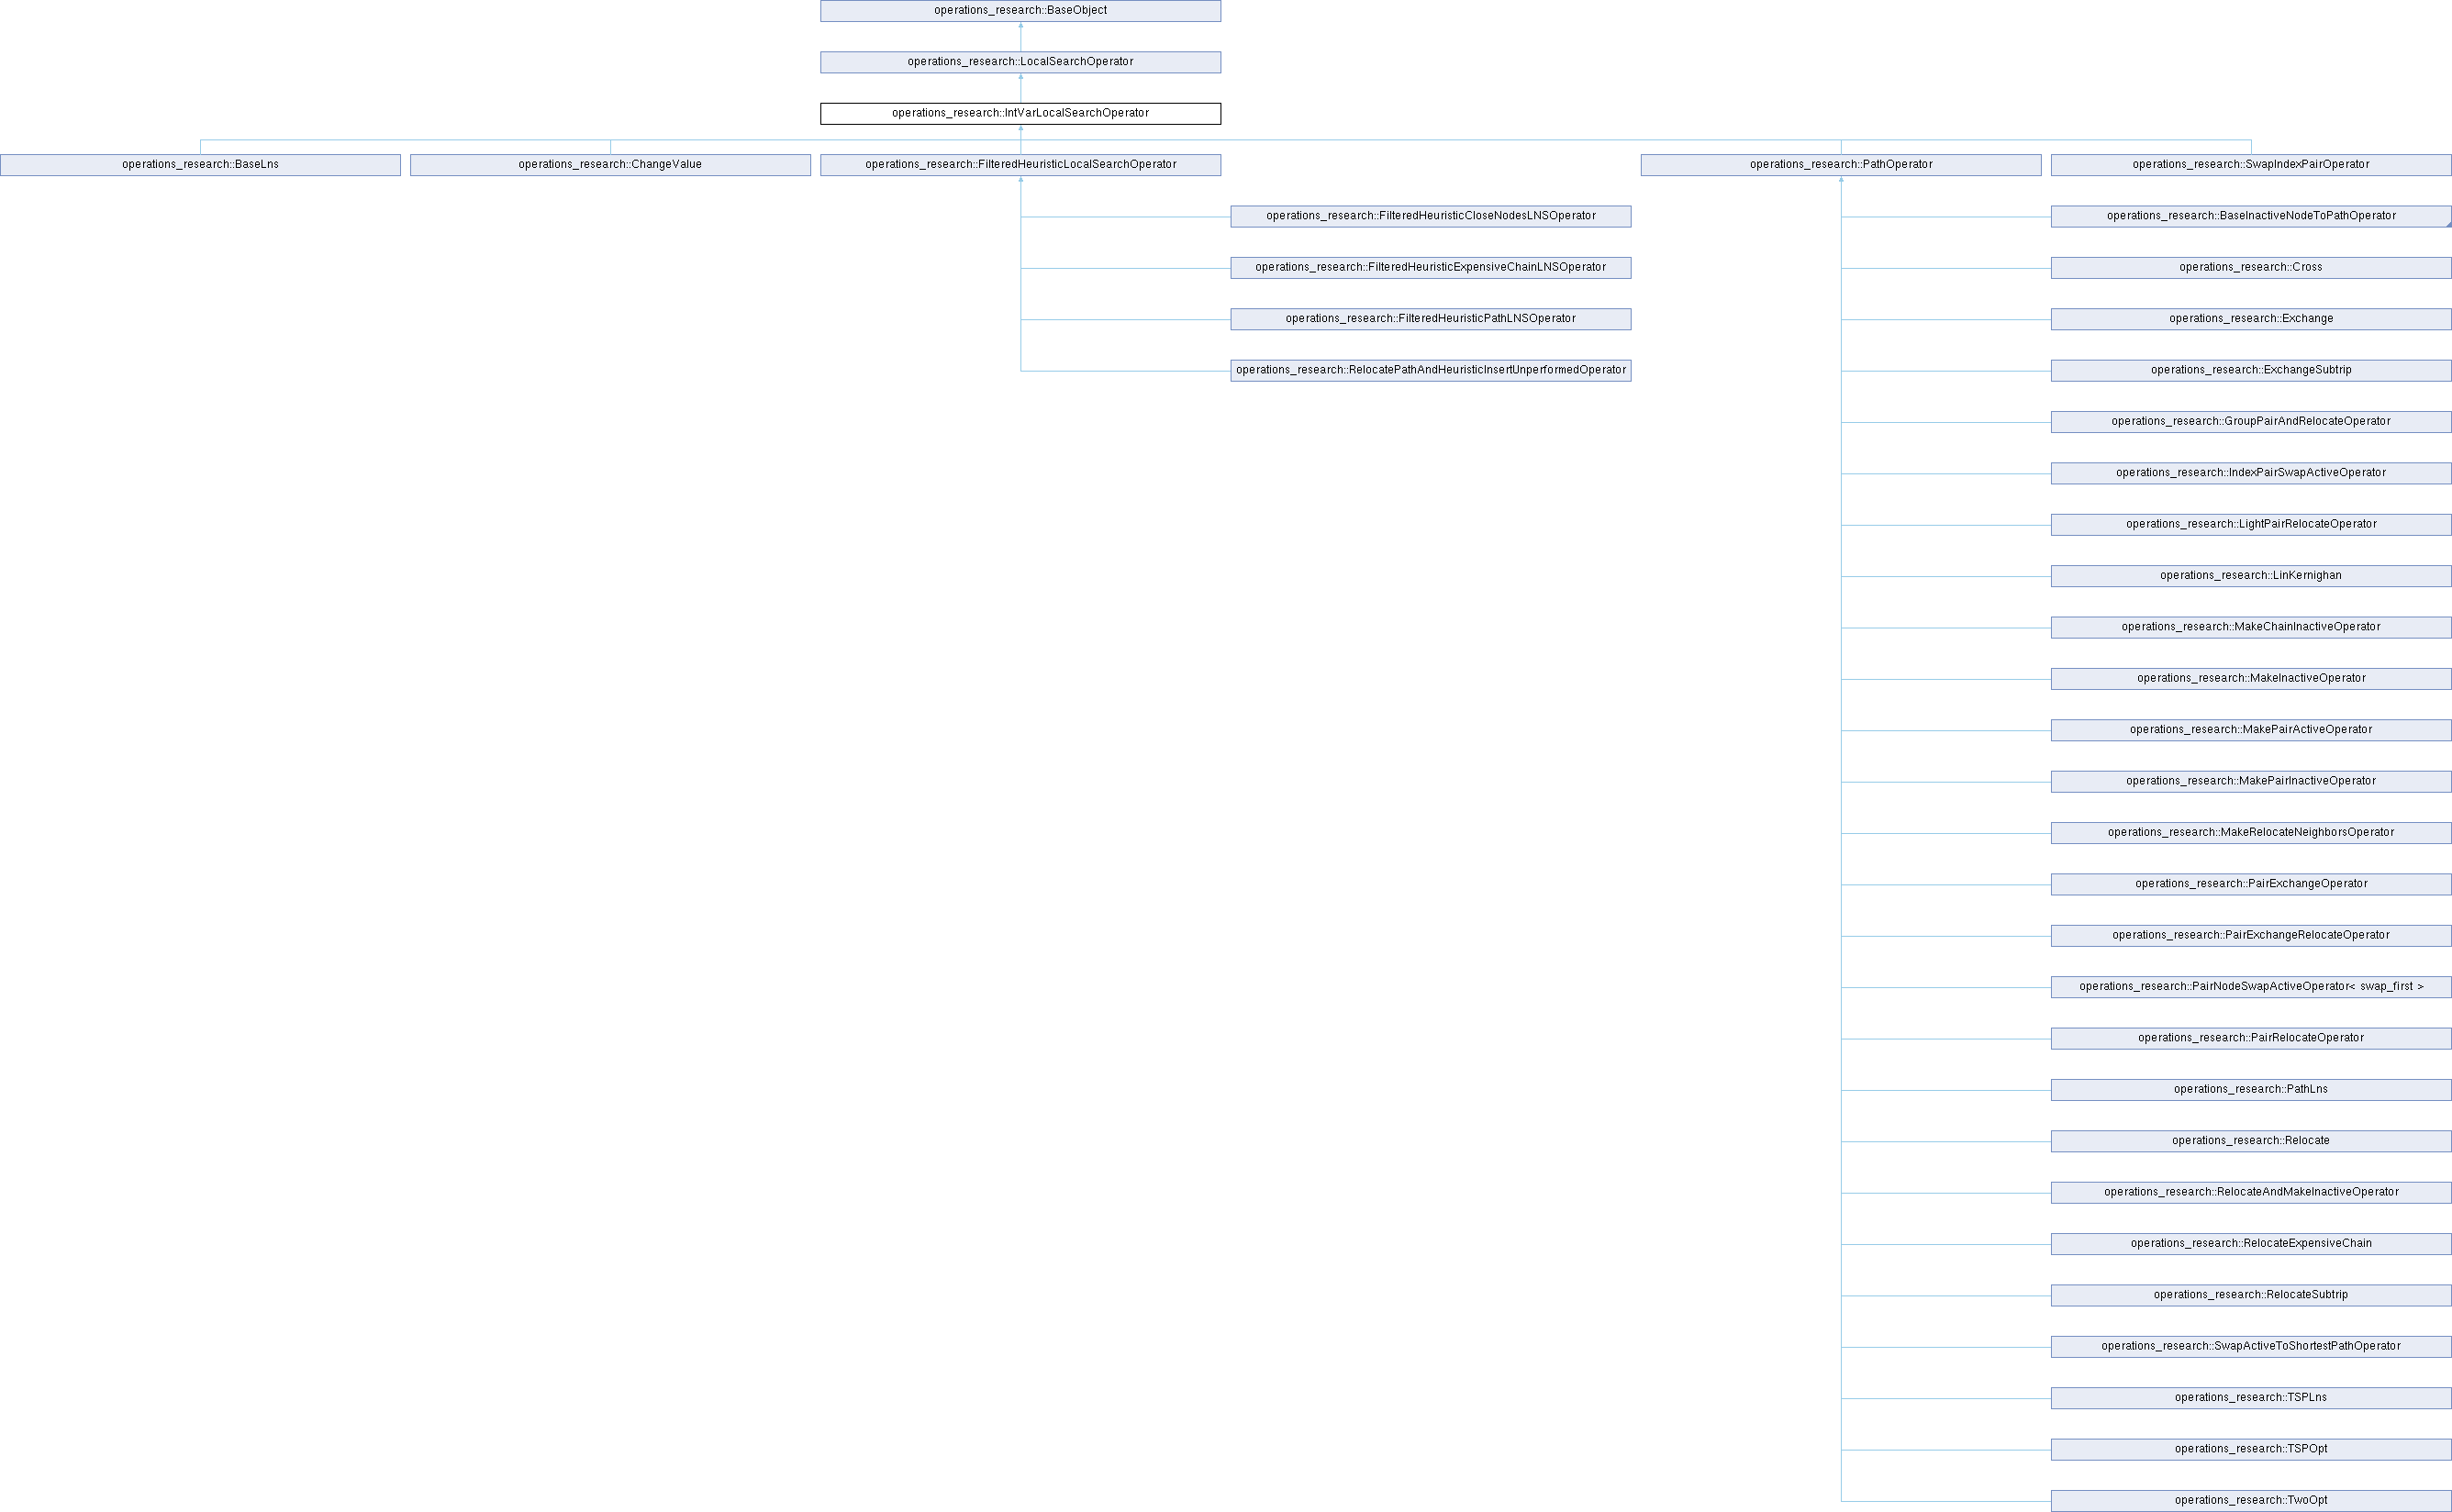 operations_research::BaseObject
operations_research::LocalSearchOperator
operations_research::IntVarLocalSearchOperator
operations_research::BaseLns
operations_research::ChangeValue
operations_research::FilteredHeuristicLocalSearchOperator
operations_research::PathOperator
operations_research::SwapIndexPairOperator
operations_research::FilteredHeuristicCloseNodesLNSOperator
operations_research::BaseInactiveNodeToPathOperator
operations_research::FilteredHeuristicExpensiveChainLNSOperator
operations_research::Cross
operations_research::FilteredHeuristicPathLNSOperator
operations_research::Exchange
operations_research::RelocatePathAndHeuristicInsertUnperformedOperator
operations_research::ExchangeSubtrip
operations_research::GroupPairAndRelocateOperator
operations_research::IndexPairSwapActiveOperator
operations_research::LightPairRelocateOperator
operations_research::LinKernighan
operations_research::MakeChainInactiveOperator
operations_research::MakeInactiveOperator
operations_research::MakePairActiveOperator
operations_research::MakePairInactiveOperator
operations_research::MakeRelocateNeighborsOperator
operations_research::PairExchangeOperator
operations_research::PairExchangeRelocateOperator
operations_research::PairNodeSwapActiveOperator< swap_first >
operations_research::PairRelocateOperator
operations_research::PathLns
operations_research::Relocate
operations_research::RelocateAndMakeInactiveOperator
operations_research::RelocateExpensiveChain
operations_research::RelocateSubtrip
operations_research::SwapActiveToShortestPathOperator
operations_research::TSPLns
operations_research::TSPOpt
operations_research::TwoOpt